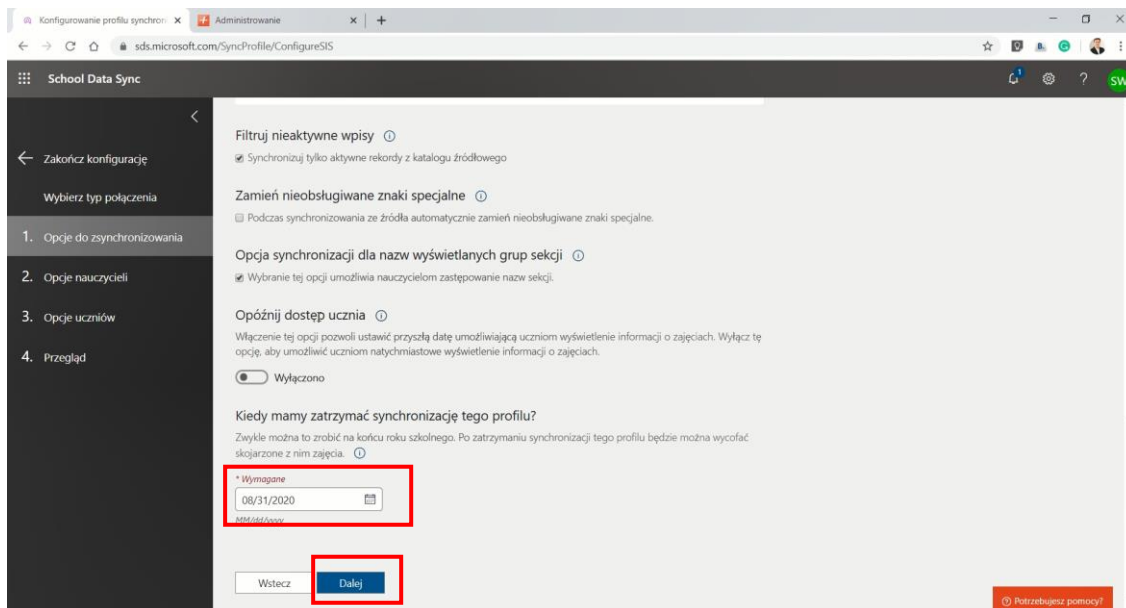 Konfigurowanie profilu synchroni
Administrowanie
sds.microsoft.com/SyncProfile/ConfigureSIS
School Data Sync
1
?
SW
Zakończ konfigurację
Wybierz typ połączenia
1. Opcje do zsynchronizowania
2. Opcje nauczycieli
3. Opcje uczniów
4. Przegląd
Filtruj nieaktywne wpisy
Synchronizuj tylko aktywne rekordy z katalogu źródłowego
Zamień nieobsługiwane znaki specjalne
Podczas synchronizowania ze źródła automatycznie zamień nieobsługiwane znaki specjalne.
Opcja synchronizacji dla nazw wyświetlanych grup sekcji
Wybranie tej opcji umożliwia nauczycielom zastępowanie nazw sekcji.
Opóźnij dostęp ucznia
Włączenie tej opcji pozwoli ustawić przyszłą datę umożliwiającą uczniom wyświetlenie informacji o zajęciach. Wyłącz tę
opcję, aby umożliwić uczniom natychmiastowe wyświetlenie informacji o zajęciach.
Wyłączono
Kiedy mamy zatrzymać synchronizację tego profilu?
Zwykle można to zrobić na końcu roku szkolnego. Po zatrzymaniu synchronizacji tego profilu będzie można wycofać
skojarzone z nim zajęcia.
* Wymagane
08/31/2020
MM/dd/yyyy
Wstecz
Dalej
Potrzebujesz pomocy?